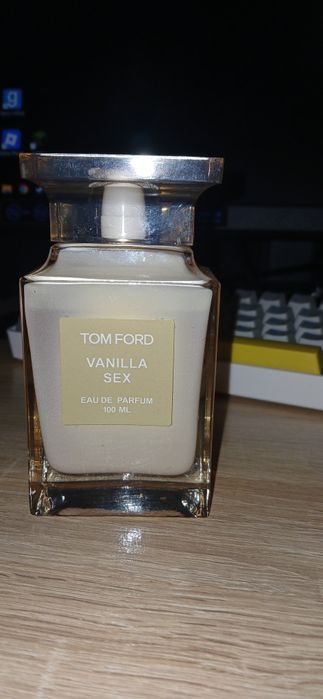 TOM FORD
VANILLA
SEX
EAU DE PARFUM
100 ML